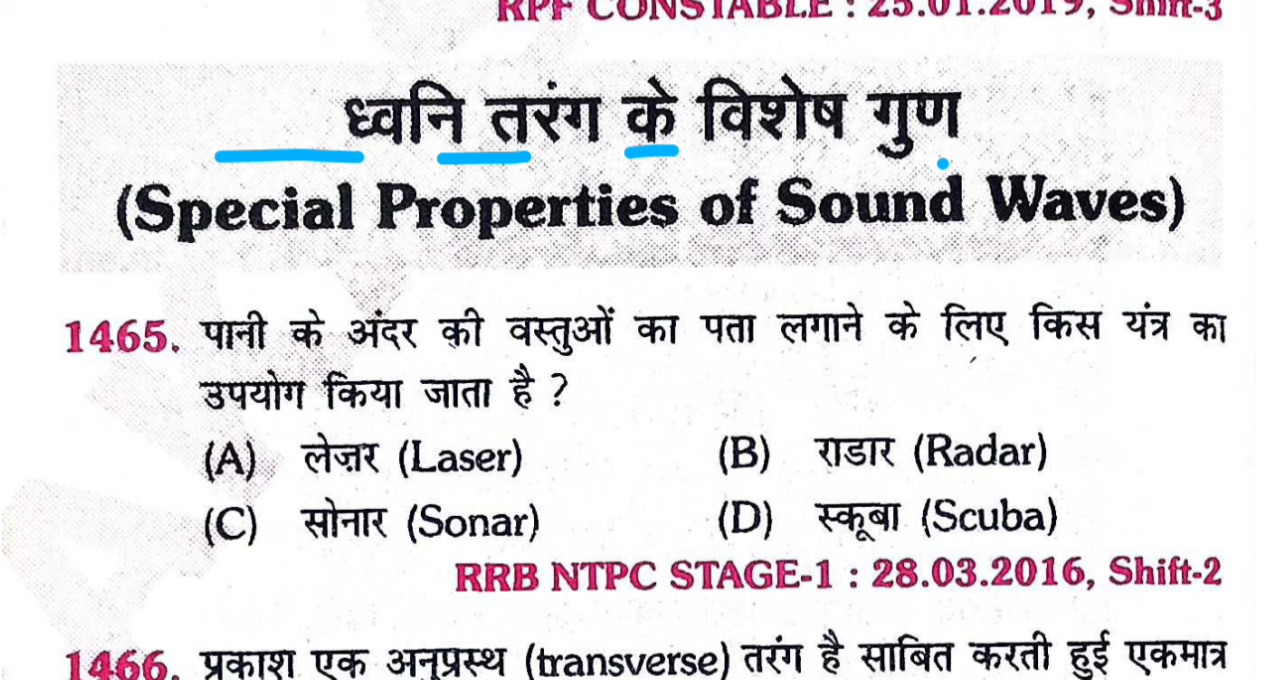 RPF CONSTABLE : 25.01.2019, Shift-3
ध्वनि तरंग के विशेष गुण
(Special Properties of Sound Waves)
1465. पानी के अंदर की वस्तुओं का पता लगाने के लिए किस यंत्र का
उपयोग किया जाता है ?
(A) लेज़र (Laser) (B) राडार (Radar)
(C) सोनार (Sonar) (D) स्कूबा (Scuba)
RRB NTPC STAGE-1 : 28.03.2016, Shift-2
1466. प्रकाश एक अनुप्रस्थ (transverse) तरंग है साबित करती हुई एकमात्र